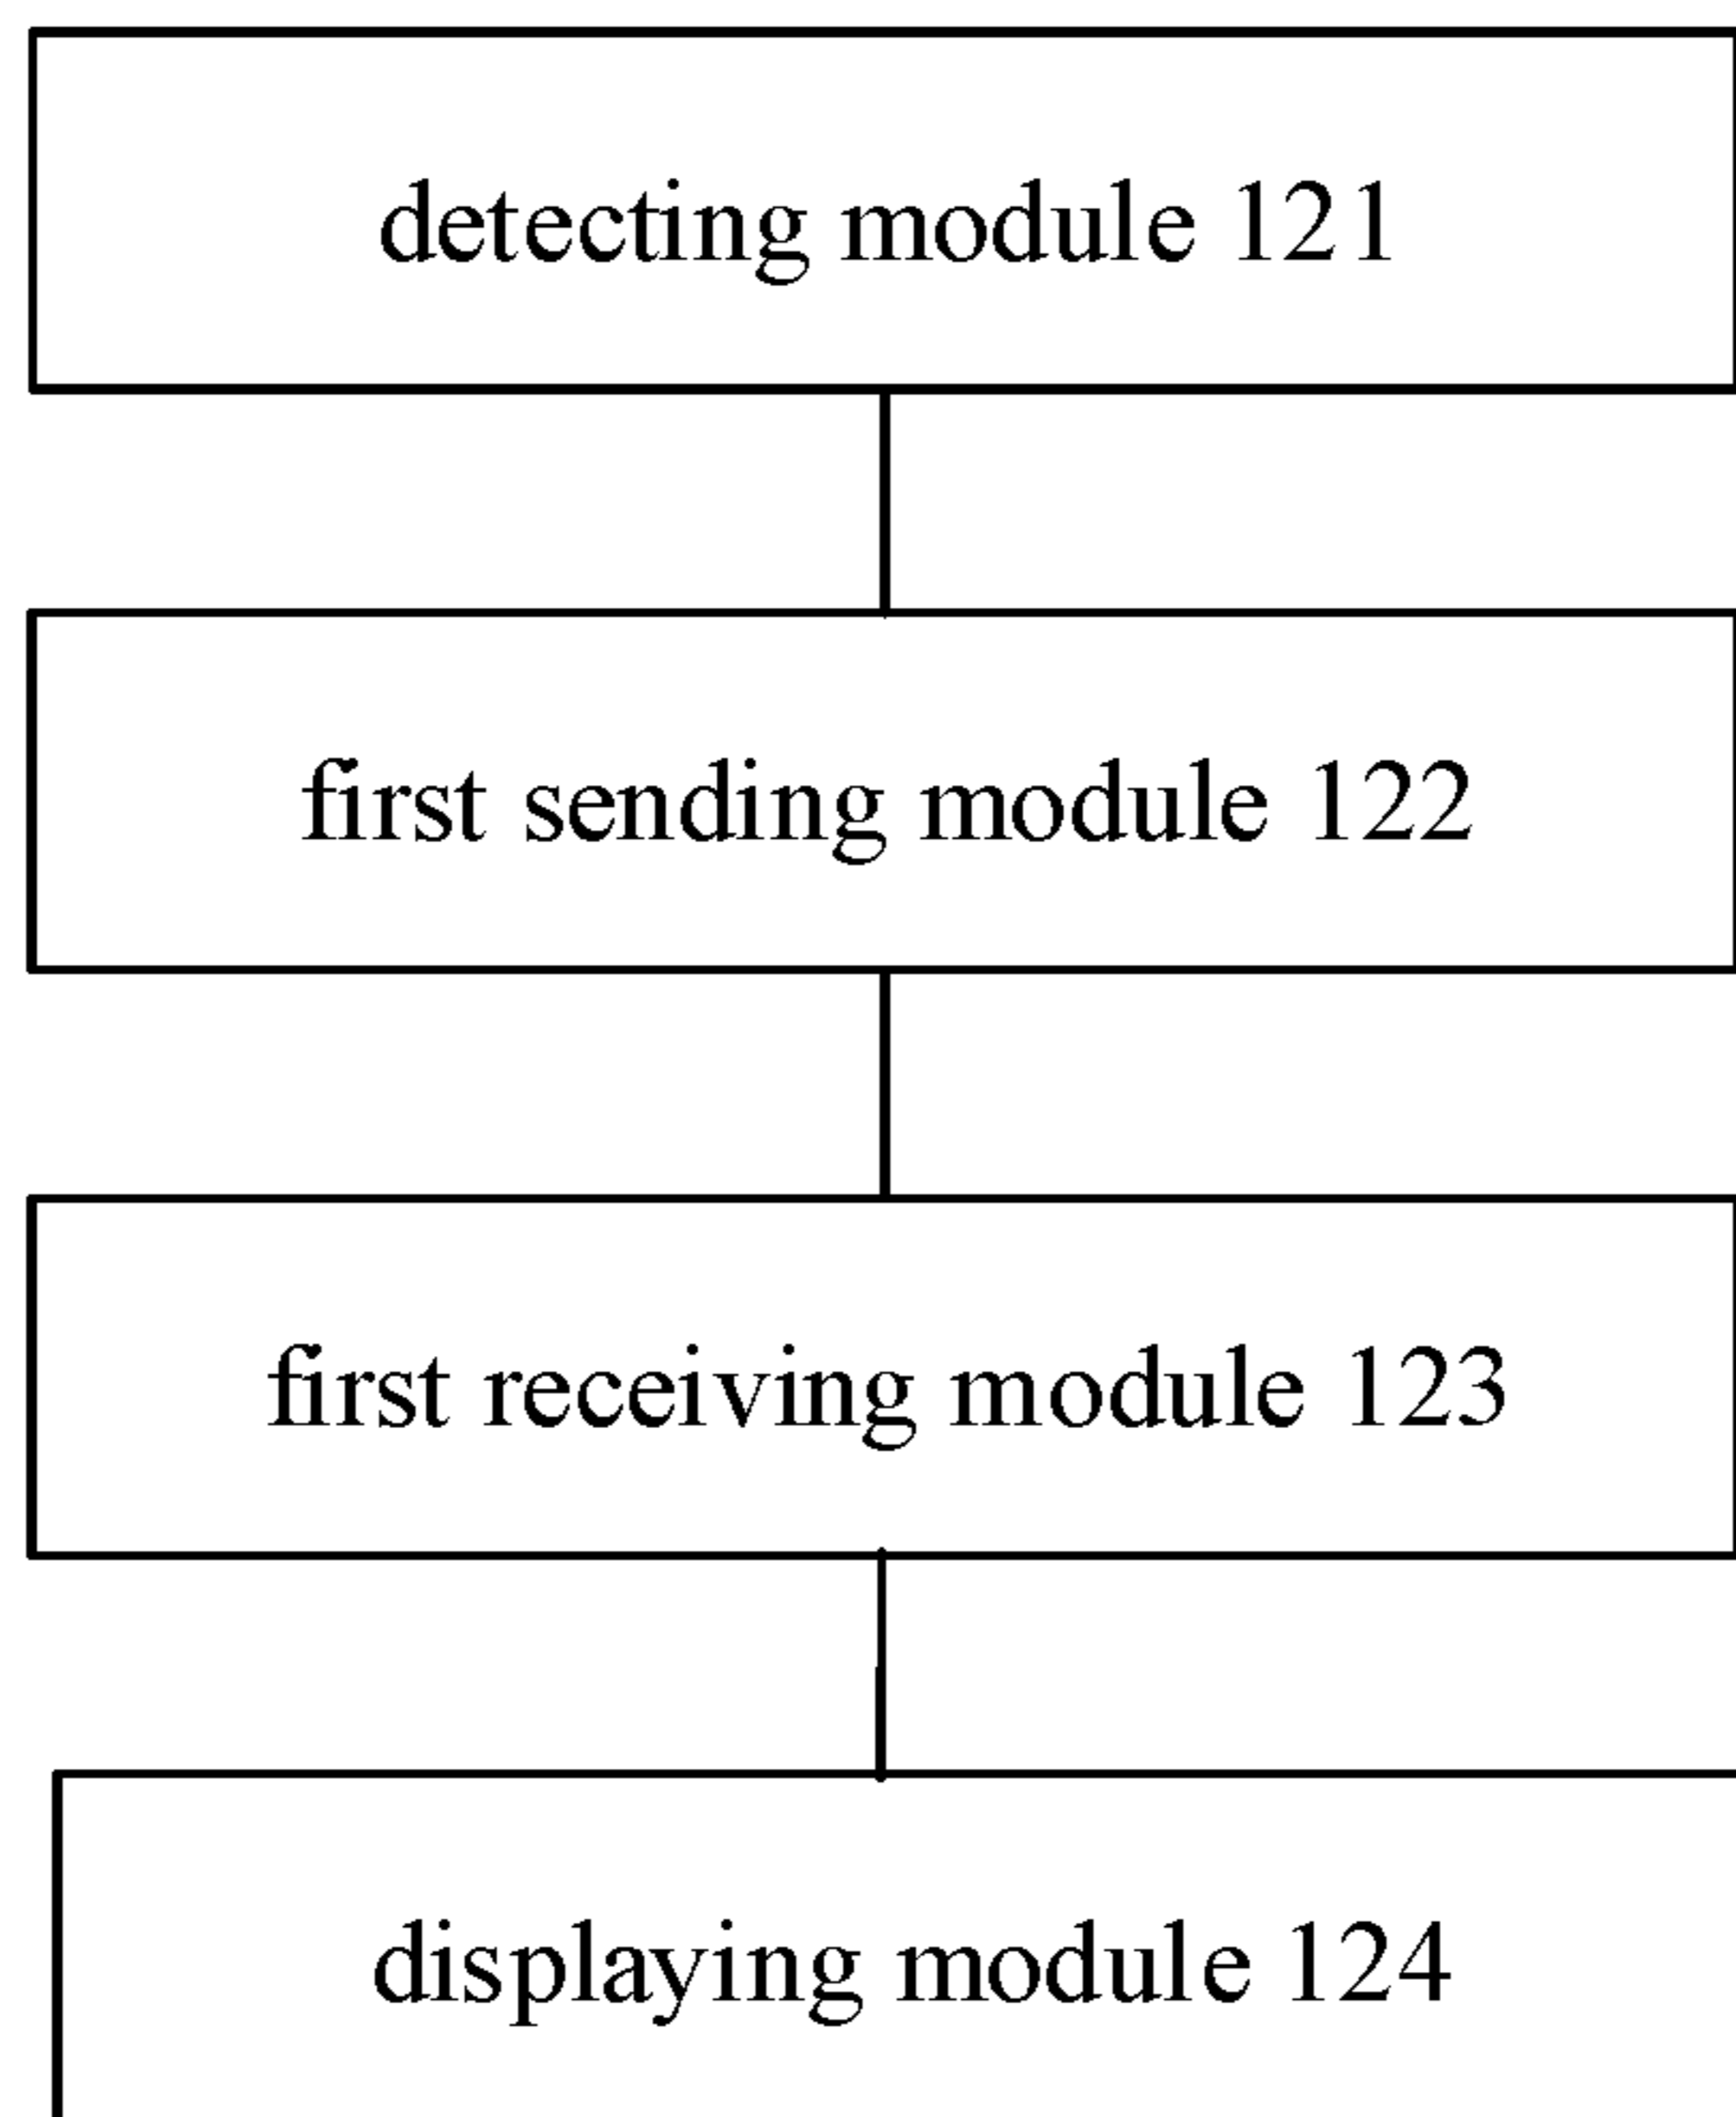 detecting module 121
first sending module 122
first receiving module 123
displaying module 124